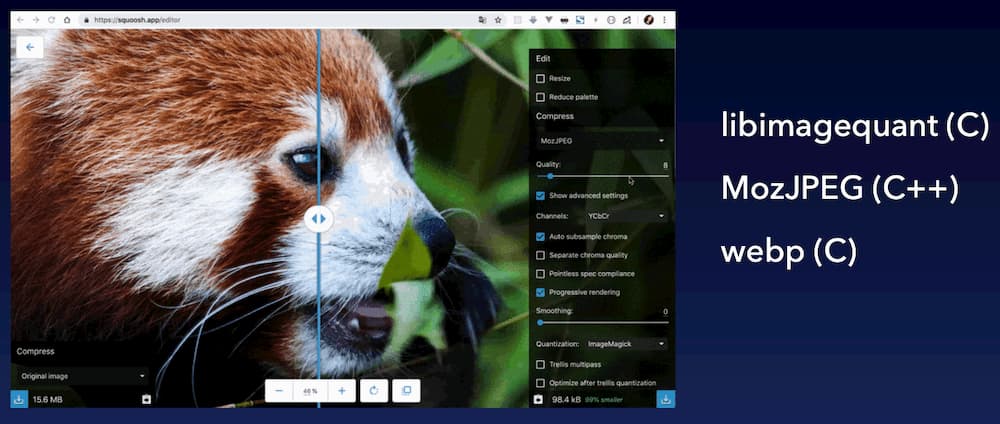 https://squoosh.app/editor
Edit
Resize
Reduce palette
Compress
MozJPEG
Quality: 8
Show advanced settings
Channels: YCbCr
Auto subsample chroma
Separate chroma quality
Pointless spec compliance
Progressive rendering
Smoothing: 0
Quantization: ImageMagick
Trellis multipass
Optimize after trellis quantization
98.4 kB 99% smaller
Compress
Original image
15.6 MB
46 %
libimagequant (C)
MozJPEG (C++)
webp (C)